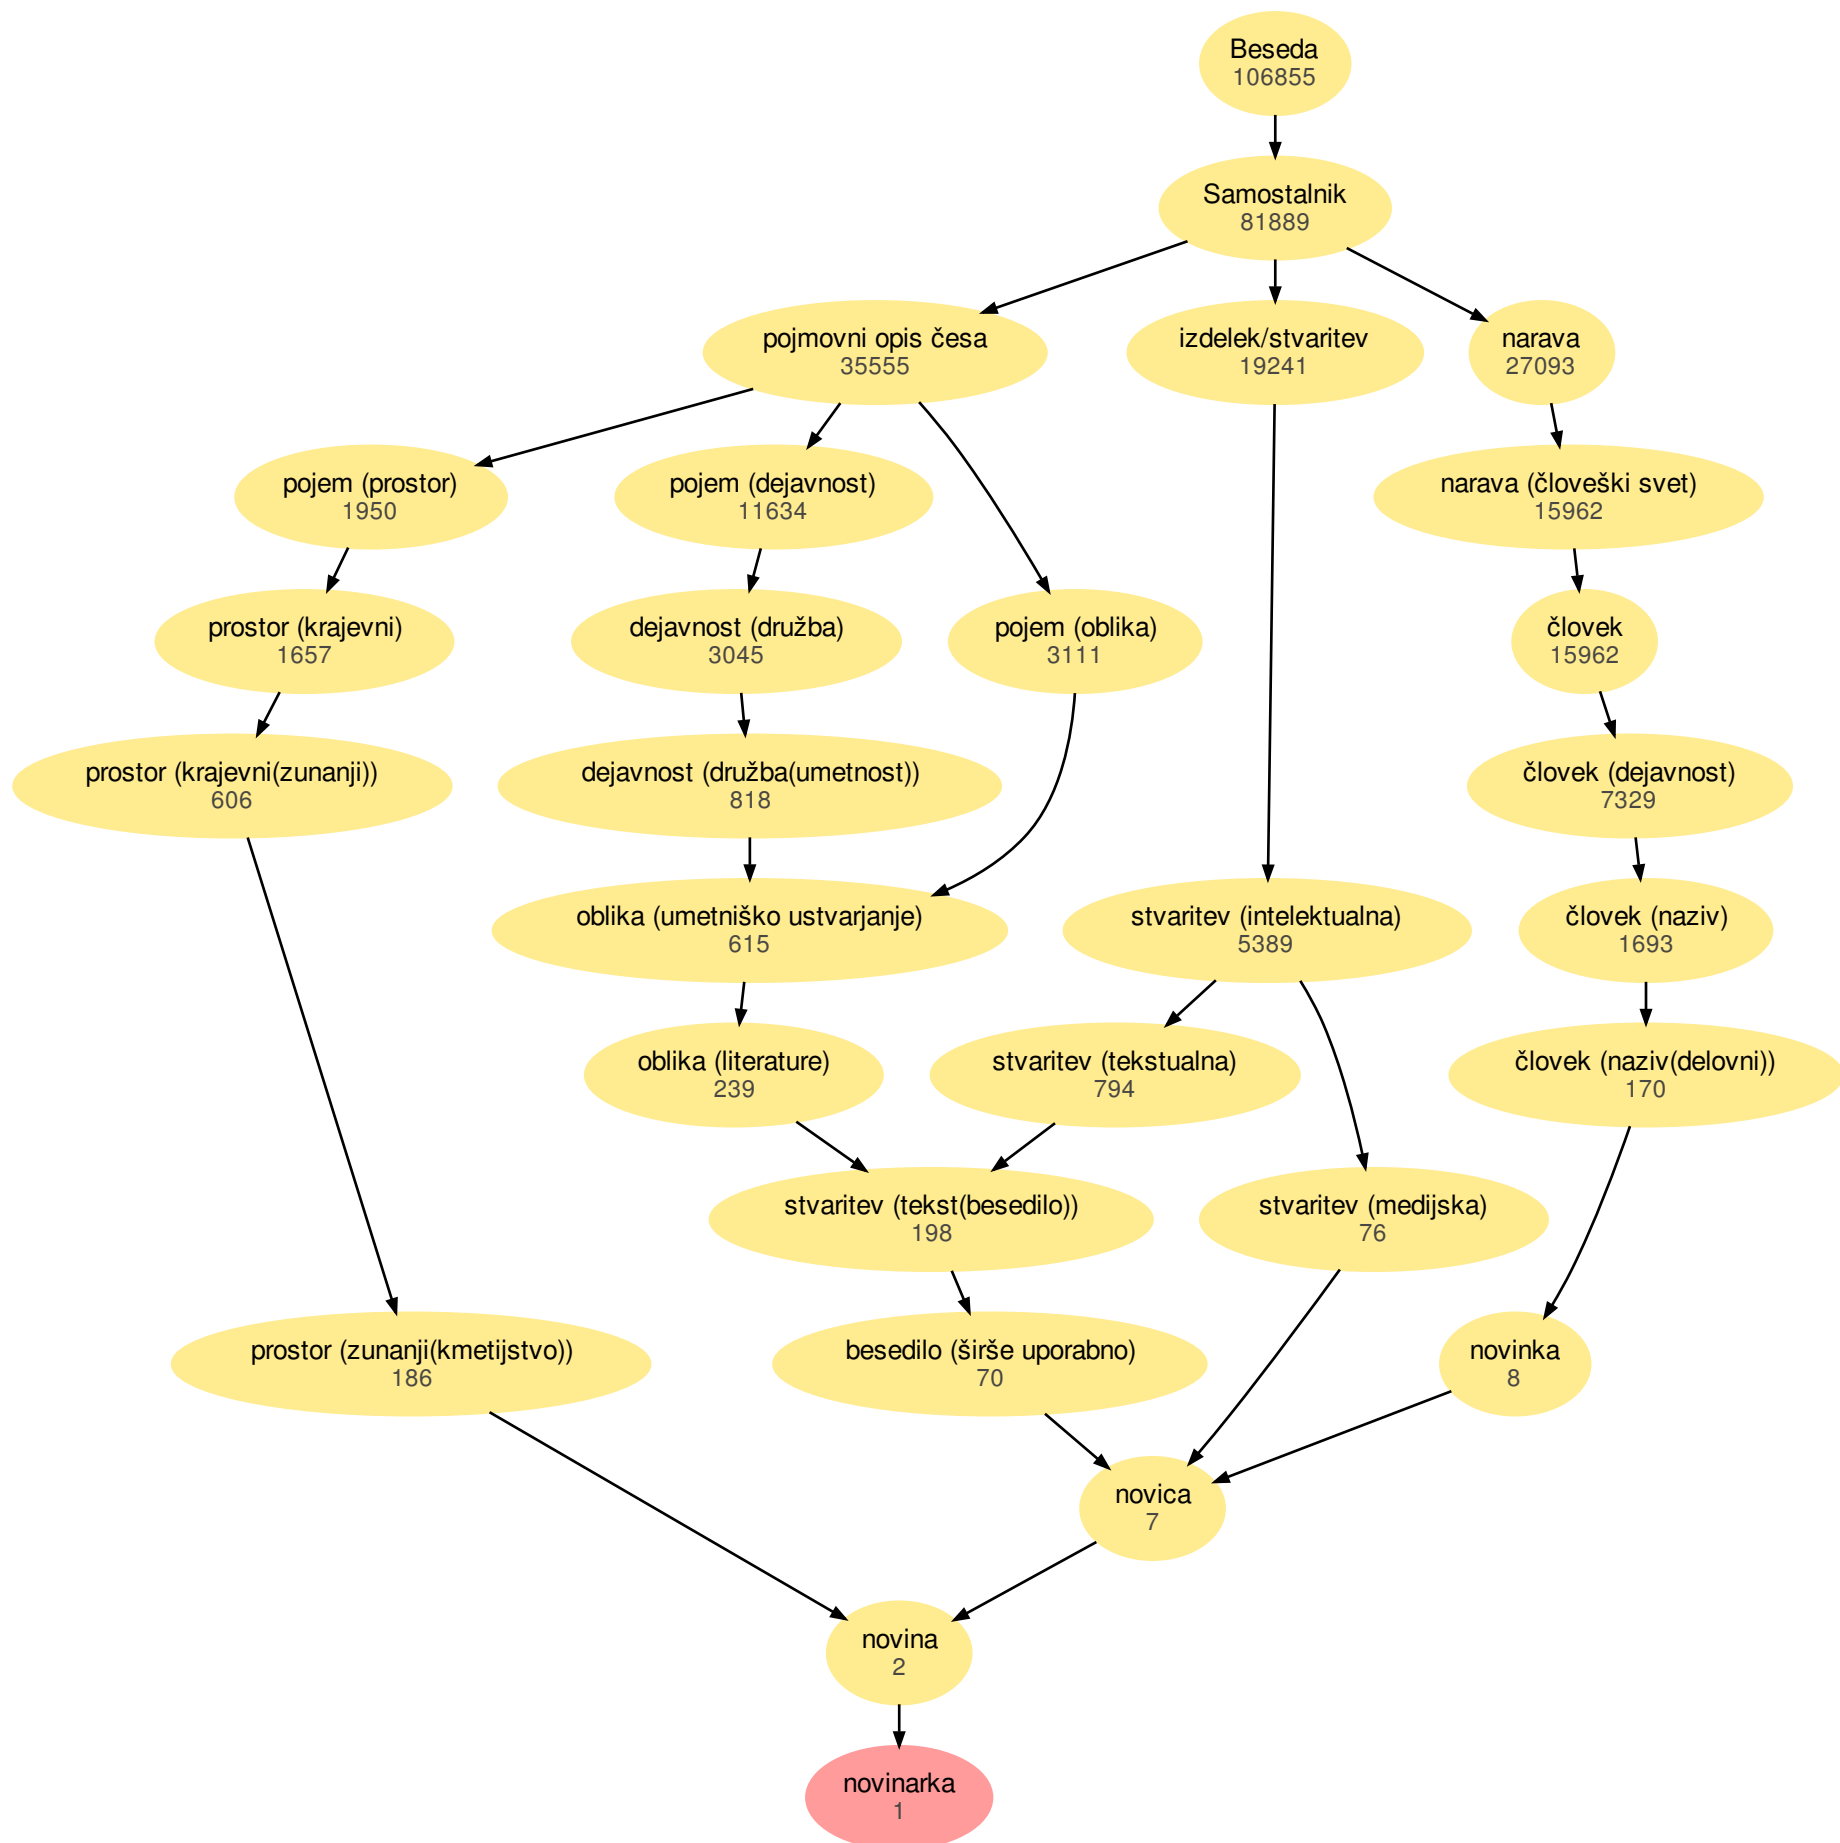 Beseda
106855
Samostalnik
81889
pojmovni opis česa
35555
izdelek/stvaritev
19241
narava
27093
pojem (prostor)
1950
pojem (dejavnost)
11634
narava (človeški svet)
15962
prostor (krajevni)
1657
dejavnost (družba)
3045
pojem (oblika)
3111
človek
15962
prostor (krajevni(zunanji))
606
dejavnost (družba(umetnost))
818
človek (dejavnost)
7329
oblika (umetniško ustvarjanje)
615
stvaritev (intelektualna)
5389
človek (naziv)
1693
oblika (literature)
239
stvaritev (tekstualna)
794
človek (naziv(delovni))
170
stvaritev (tekst(besedilo))
198
stvaritev (medijska)
76
prostor (zunanji(kmetijstvo))
186
besedilo (širše uporabno)
70
novinka
8
novica
7
novina
2
novinarka
1